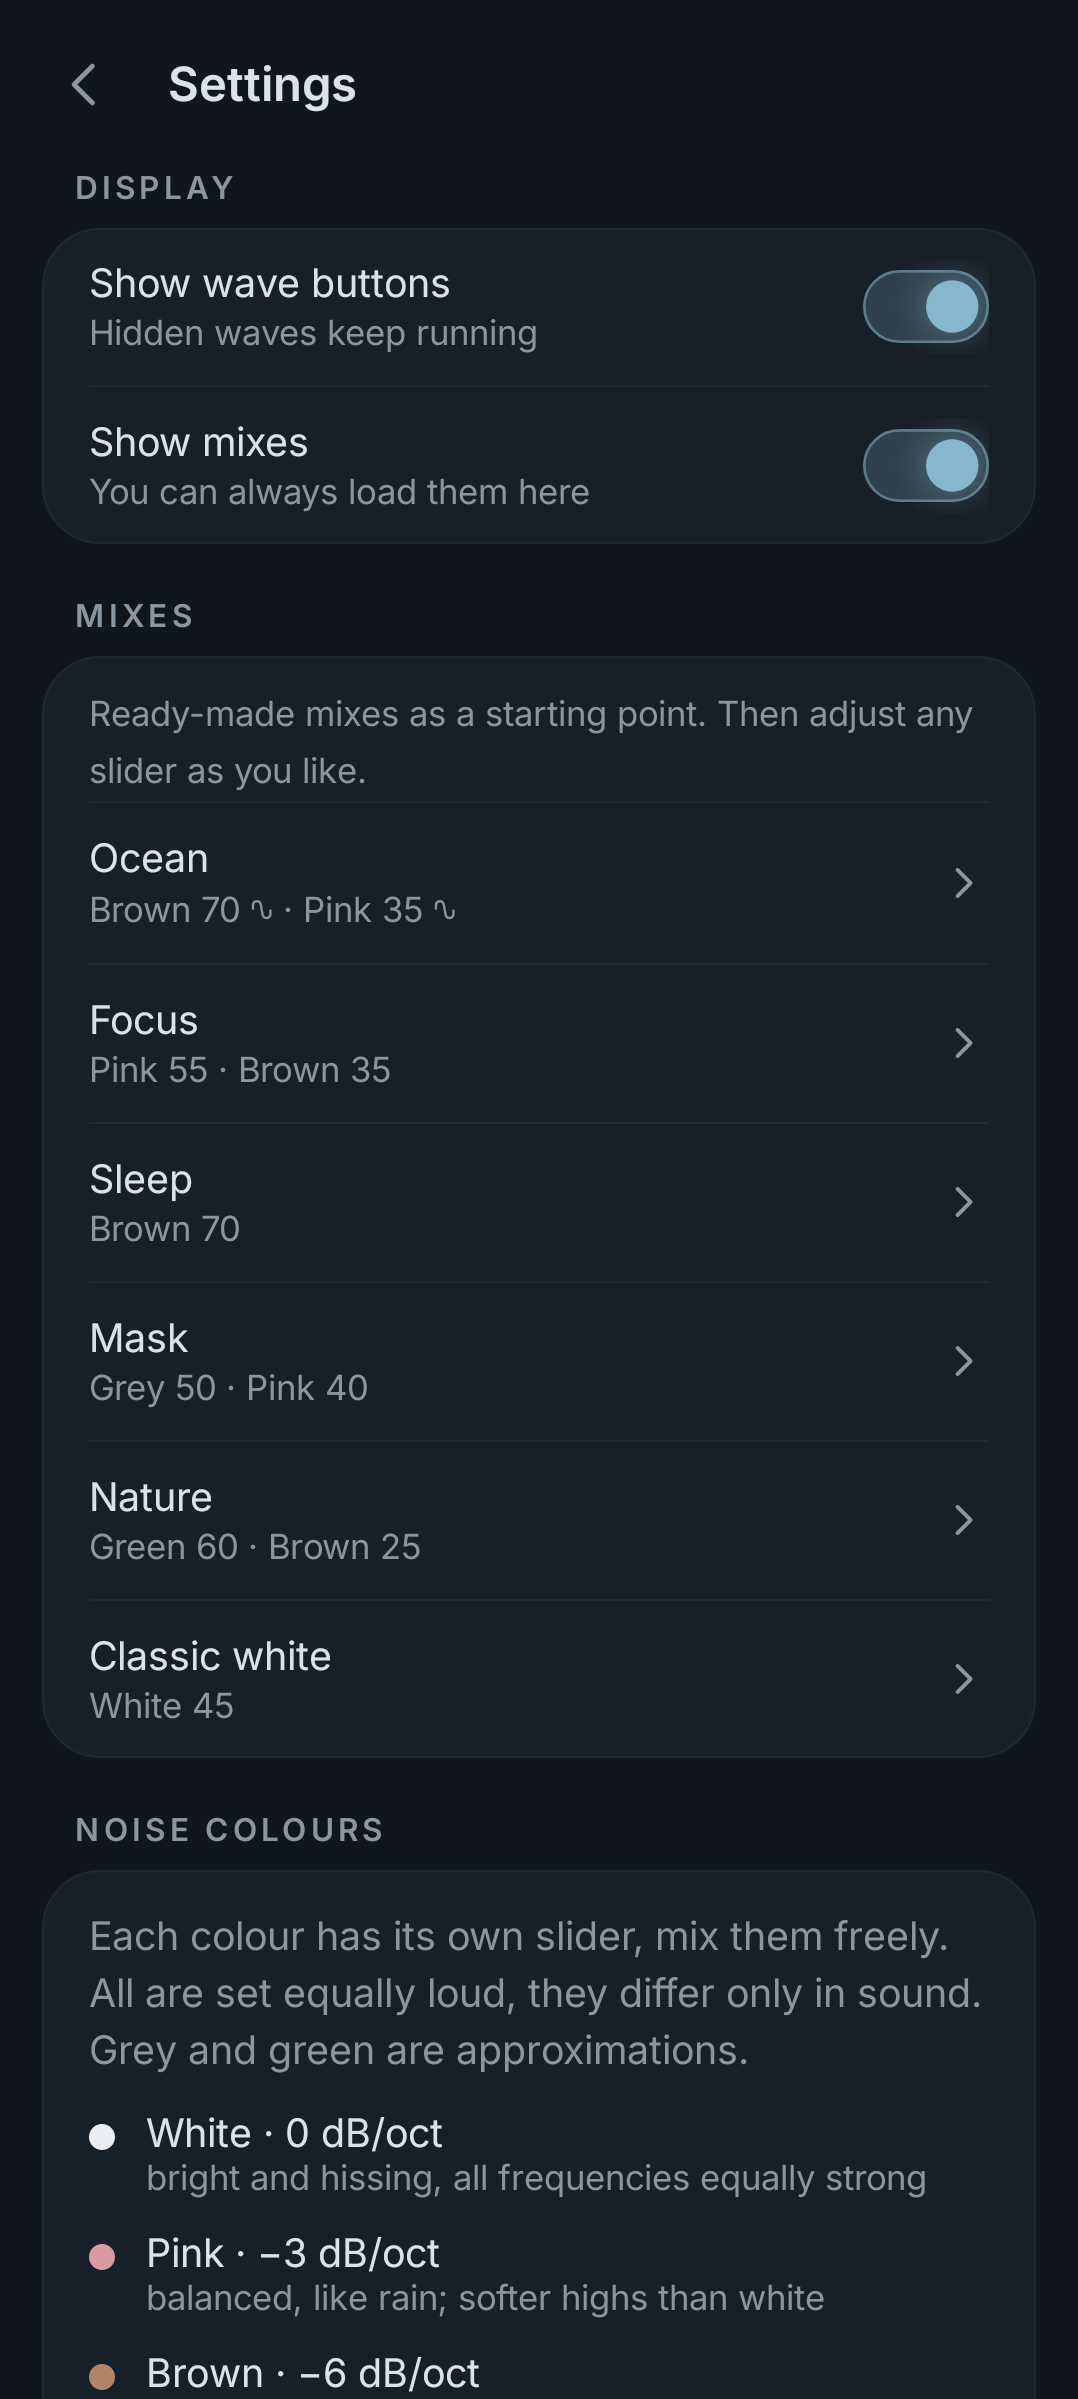 Settings
DISPLAY
Show wave buttons
Hidden waves keep running
Show mixes
You can always load them here
MIXES
Ready-made mixes as a starting point. Then adjust any
slider as you like.
Ocean
Brown 70 ∿ · Pink 35 ∿
Focus
Pink 55 · Brown 35
Sleep
Brown 70
Mask
Grey 50 · Pink 40
Nature
Green 60 · Brown 25
Classic white
White 45
NOISE COLOURS
Each colour has its own slider, mix them freely.
All are set equally loud, they differ only in sound.
Grey and green are approximations.
White · 0 dB/oct
bright and hissing, all frequencies equally strong
Pink · −3 dB/oct
balanced, like rain; softer highs than white
Brown · −6 dB/oct